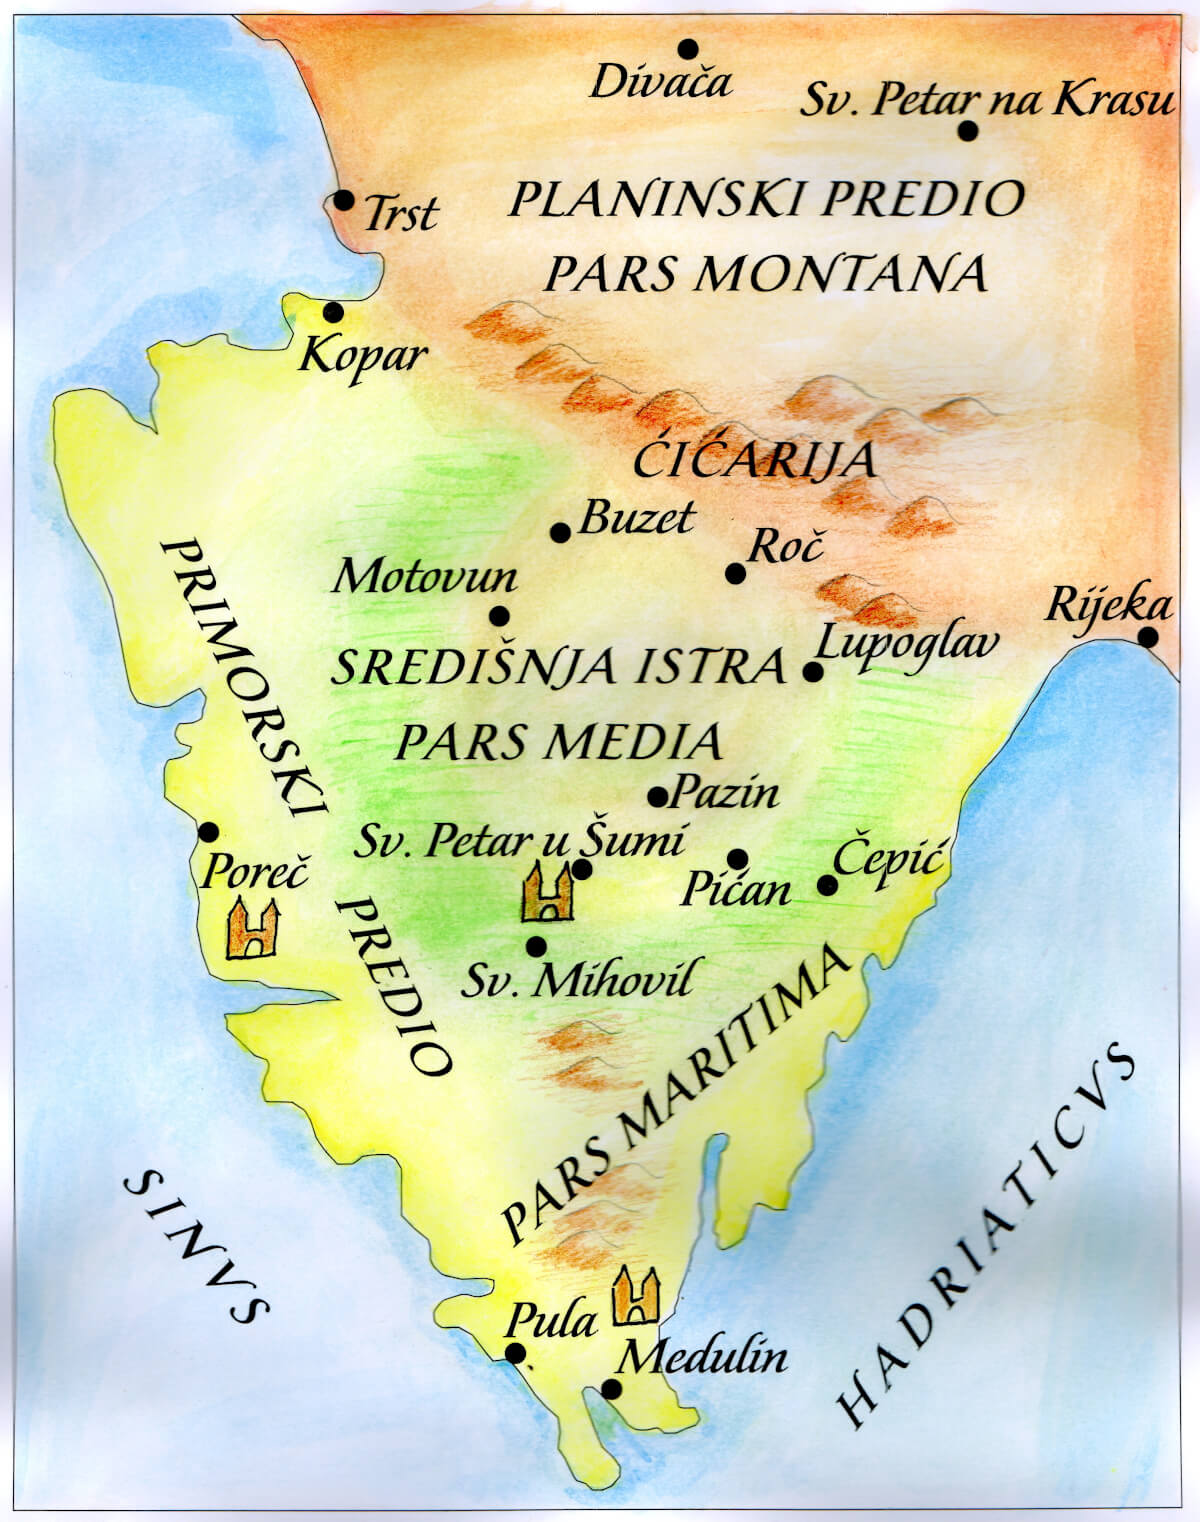 Divača
Sv. Petar na Krasu
Trst
PLANINSKI PREDIO
PARS MONTANA
Kopar
ĆIĆARIJA
Buzet
Roč
Motovun
Rijeka
Lupoglav
SREDIŠNJA ISTRA
PARS MEDIA
PRIMORSKI PREDIO
Pazin
Sv. Petar u Šumi
Čepić
Poreč
Pićan
Sv. Mihovil
PARS MARITIMA
SINVS HADRIATICVS
Pula
Medulin